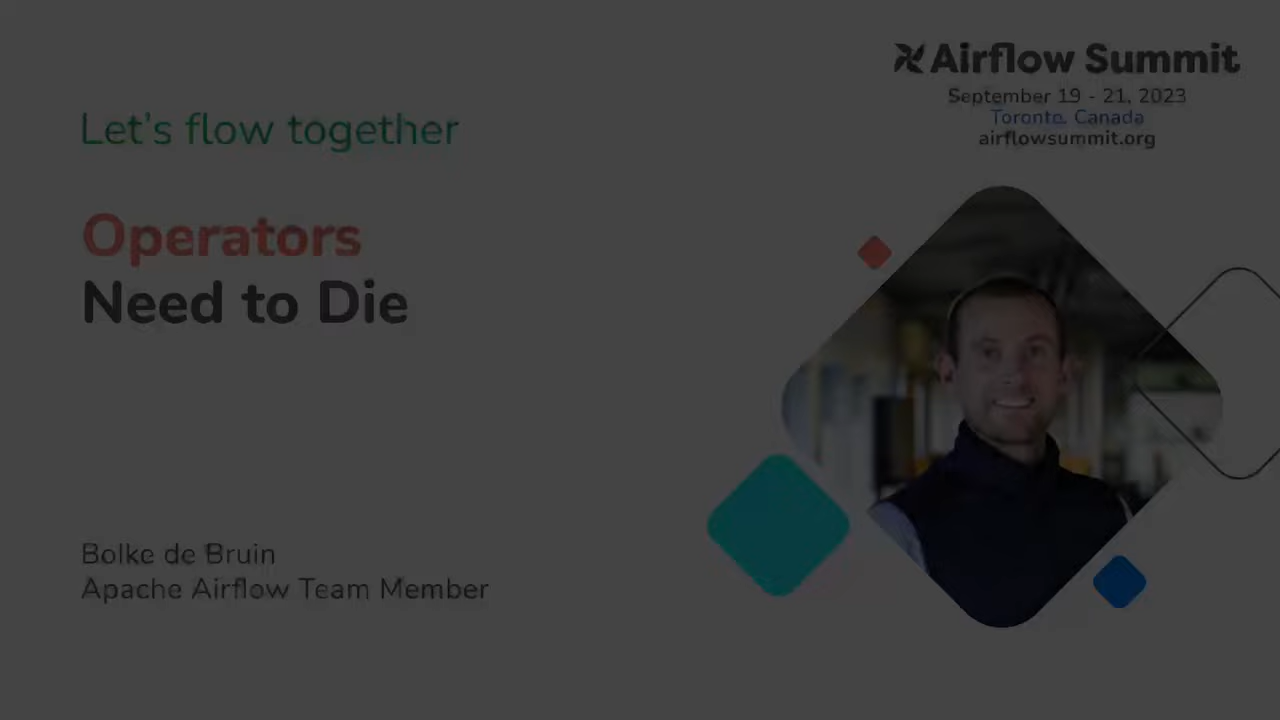 Airflow Summit
September 19 - 21, 2023
Toronto, Canada
airflowsummit.org
Let's flow together
Operators
Need to Die
Bolke de Bruin
Apache Airflow Team Member